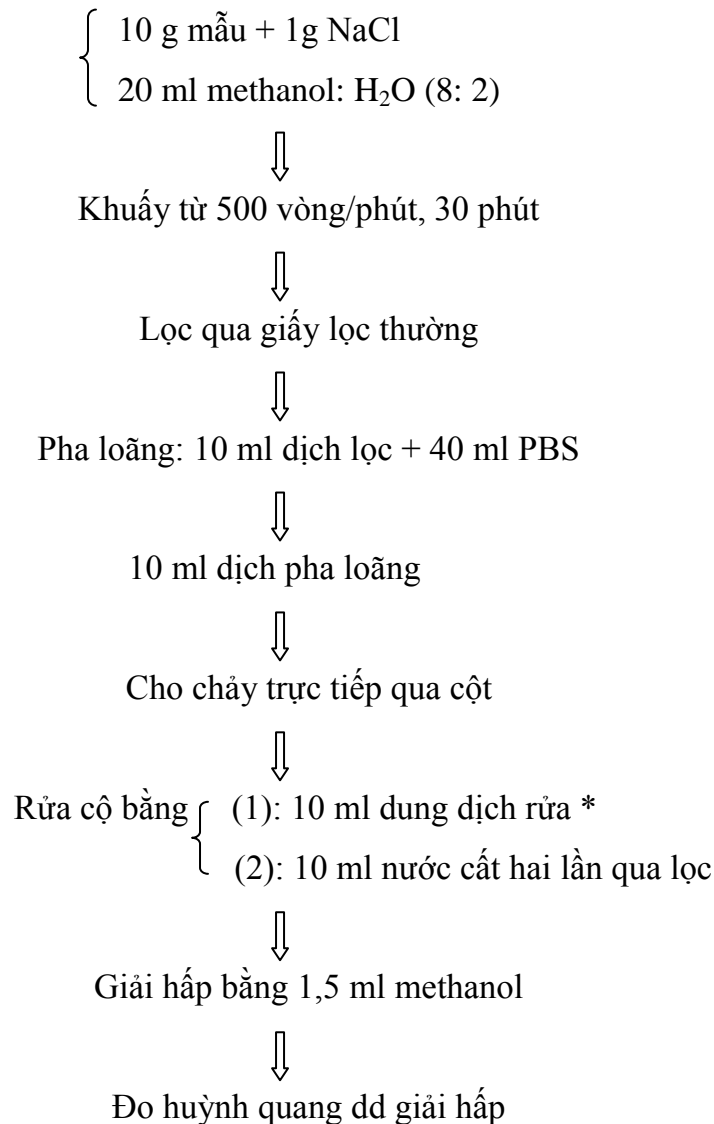 10 g mẫu + 1g NaCl
20 ml methanol: H₂O (8: 2)
Khuấy từ 500 vòng/phút, 30 phút
Lọc qua giấy lọc thường
Pha loãng: 10 ml dịch lọc + 40 ml PBS
10 ml dịch pha loãng
Cho chảy trực tiếp qua cột
Rửa cộ bằng (1): 10 ml dung dịch rửa *
(2): 10 ml nước cất hai lần qua lọc
Giải hấp bằng 1,5 ml methanol
Đo huỳnh quang dd giải hấp